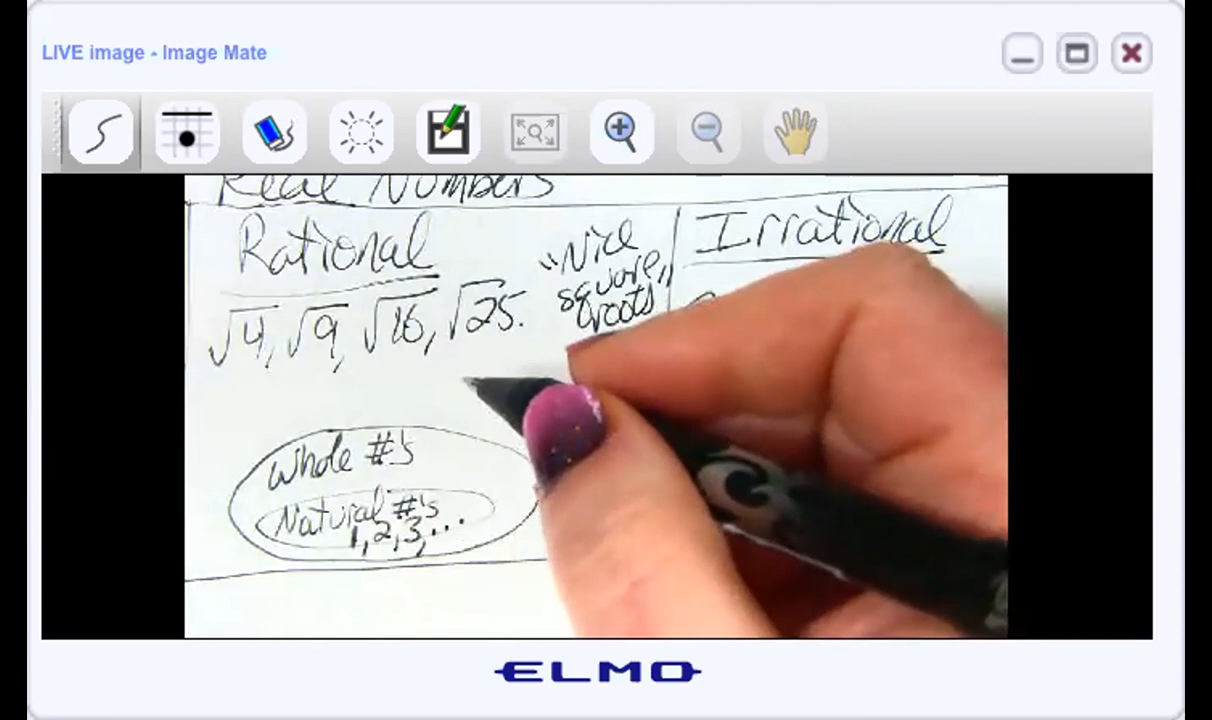 LIVE image - Image Mate
Real Numbers
Rational
"Nice
square
roots"
Irrational
√4, √9, √16, √25.
Whole #'s
Natural #'s
1,2,3,...
ELMO